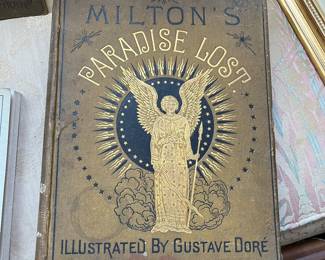 MILTON'S
PARADISE LOST.
ILLUSTRATED BY GUSTAVE DORÉ